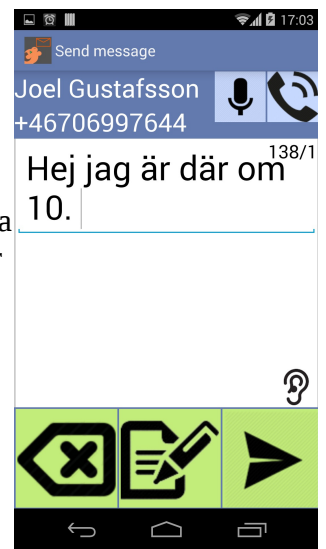 17:03
Send message
Joel Gustafsson
+46706997644
138/1
Hej jag är där om
10.
a